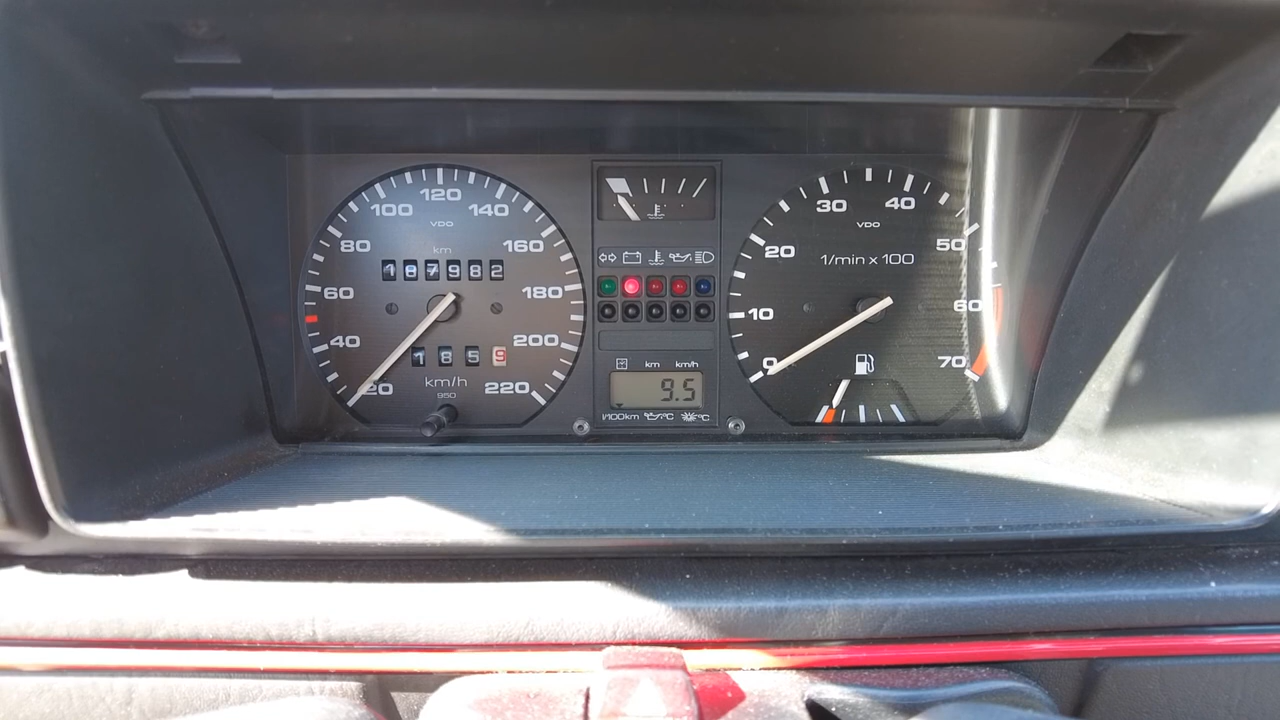 20 40 60 80 100 120 140 160 180 200 220
VDO
km
187982
1859
km/h
950
km km/h
9.5
l/100km °C °C
0 10 20 30 40 50 60 70
VDO
1/min x 100